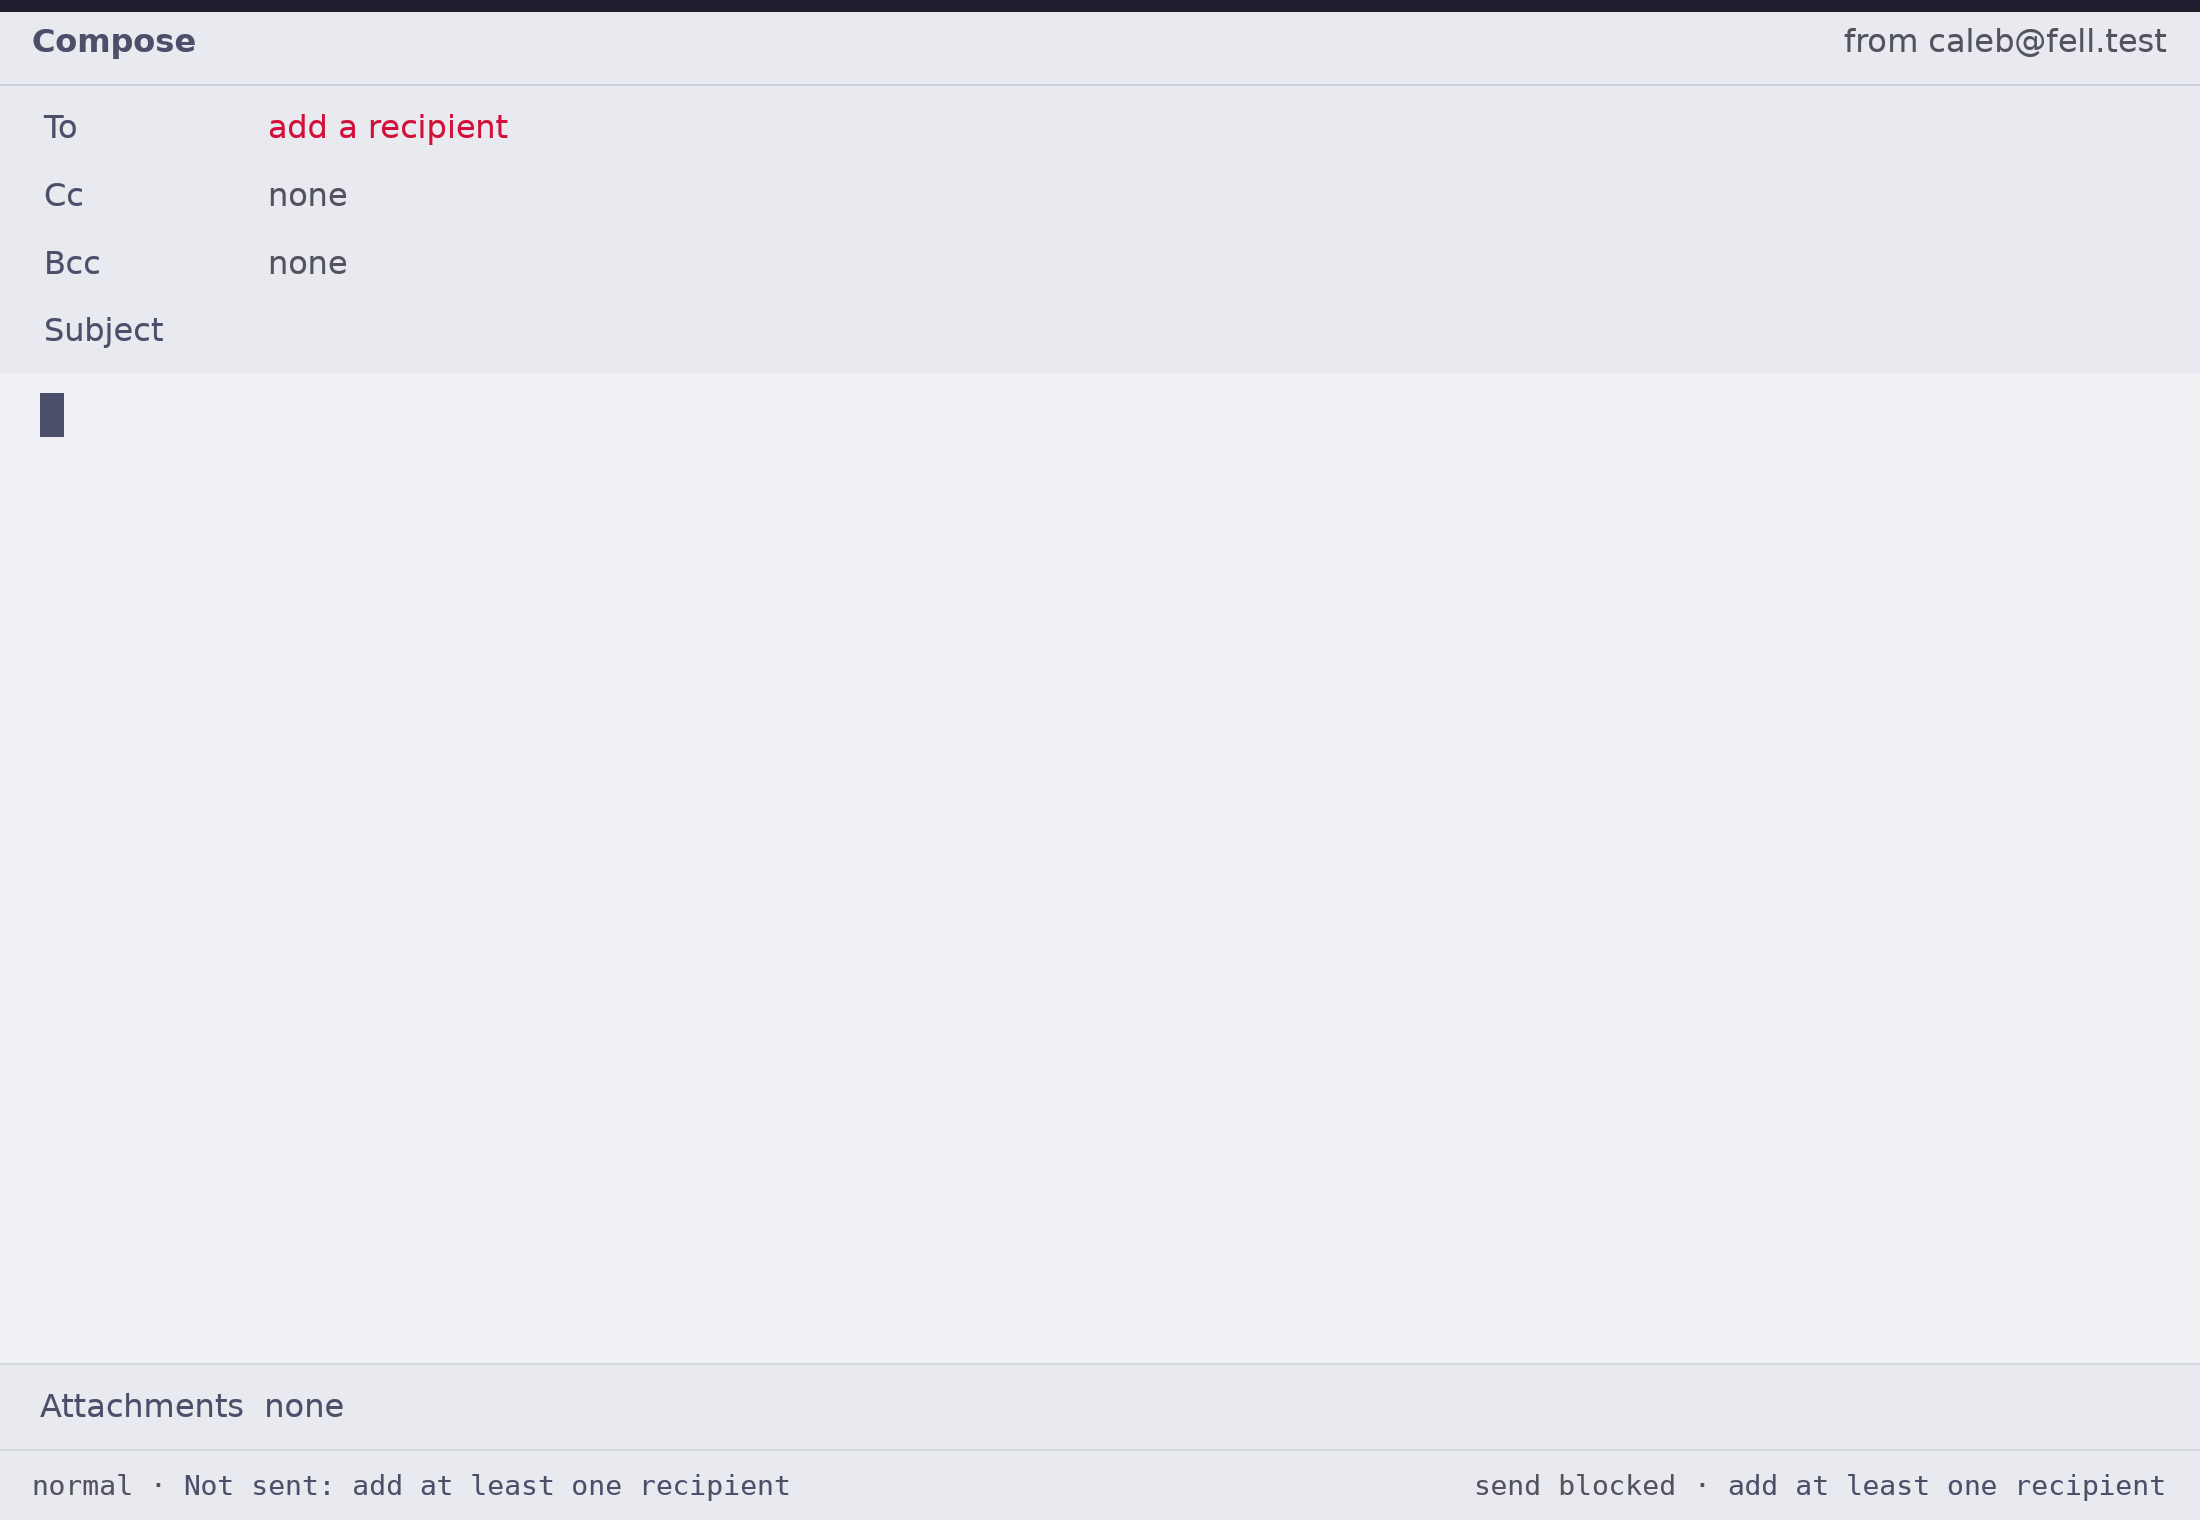 Compose from caleb@fell.test
To add a recipient
Cc none
Bcc none
Subject
Attachments none
normal · Not sent: add at least one recipient send blocked · add at least one recipient